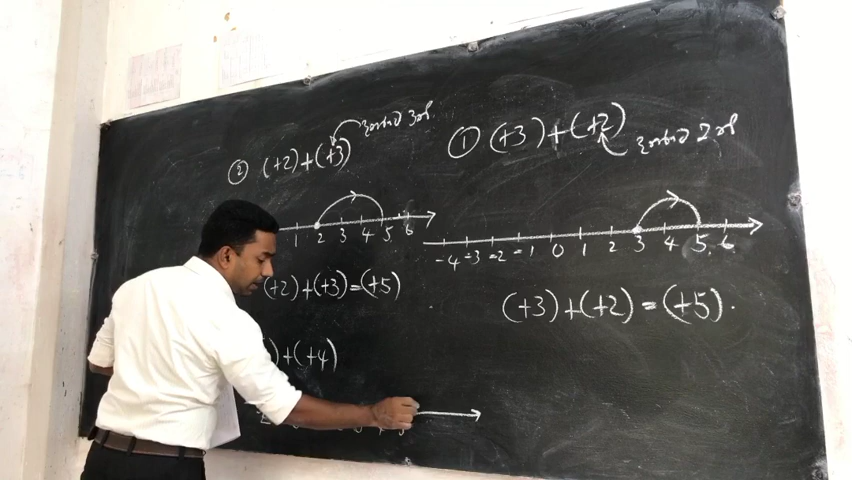 ① (+3)+(+2)
-4 -3 -2 -1 0 1 2 3 4 5 6
(+3)+(+2)=(+5).
② (+2)+(+3)
1 2 3 4 5 6
(+2)+(+3)=(+5)
)+(+4)